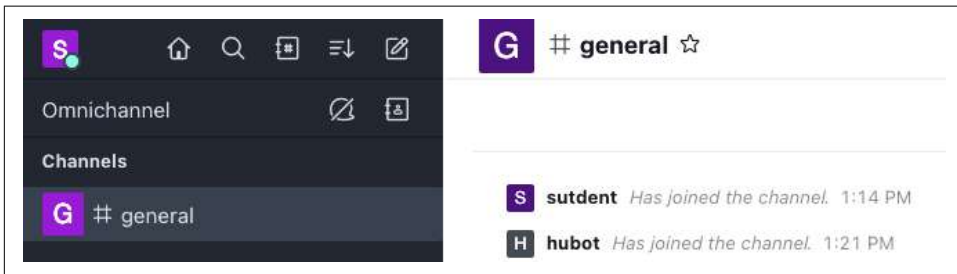 S
Omnichannel
Channels
G # general
G # general
S sutdent Has joined the channel. 1:14 PM
H hubot Has joined the channel. 1:21 PM